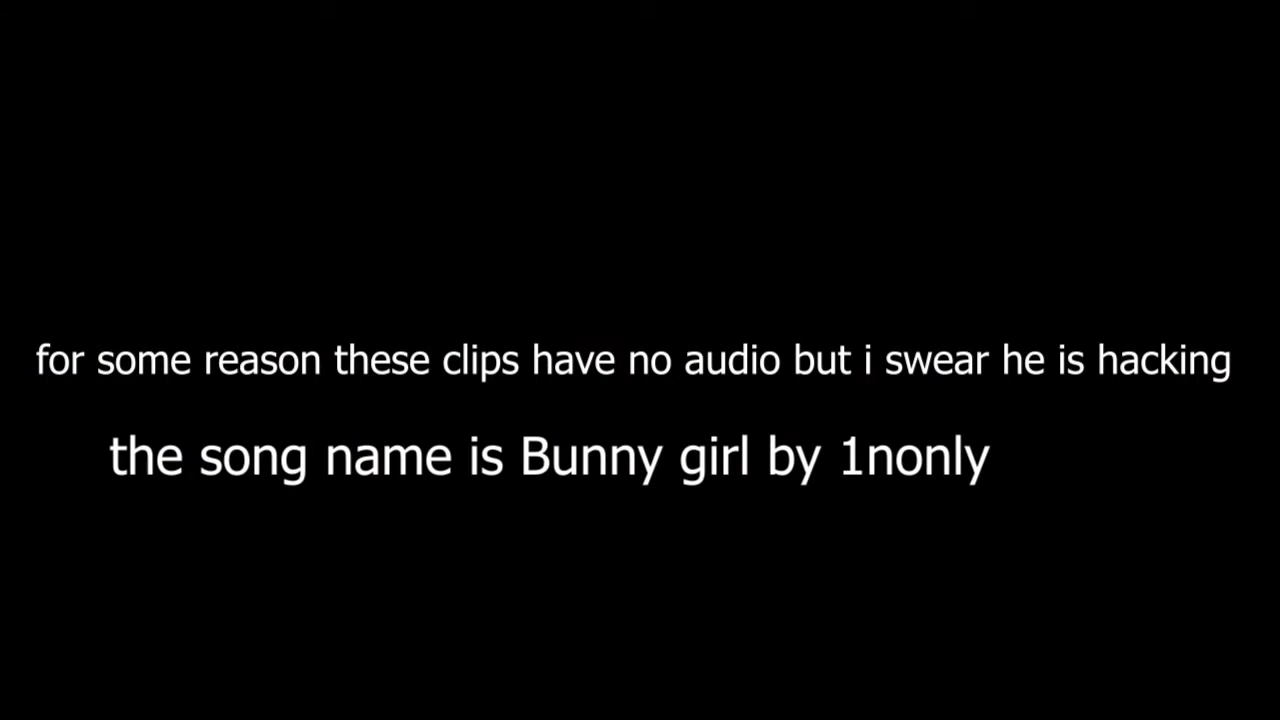 for some reason these clips have no audio but i swear he is hacking
the song name is Bunny girl by 1nonly